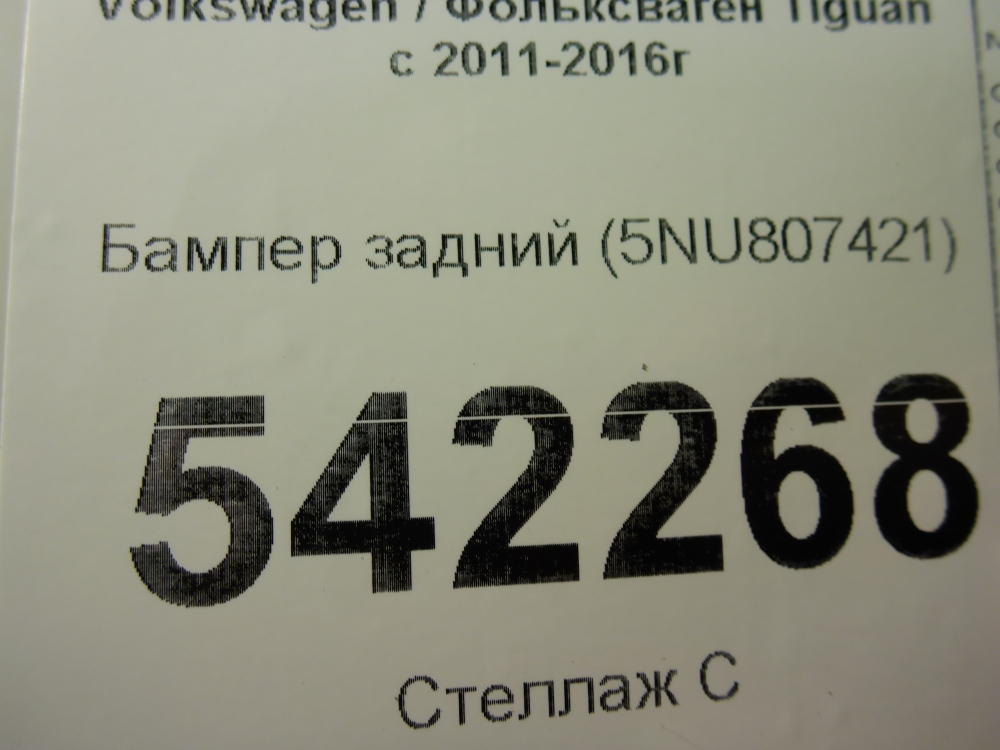 Volkswagen / Фольксваген Tiguan
с 2011-2016г
Бампер задний (5NU807421)
542268
Стеллаж С